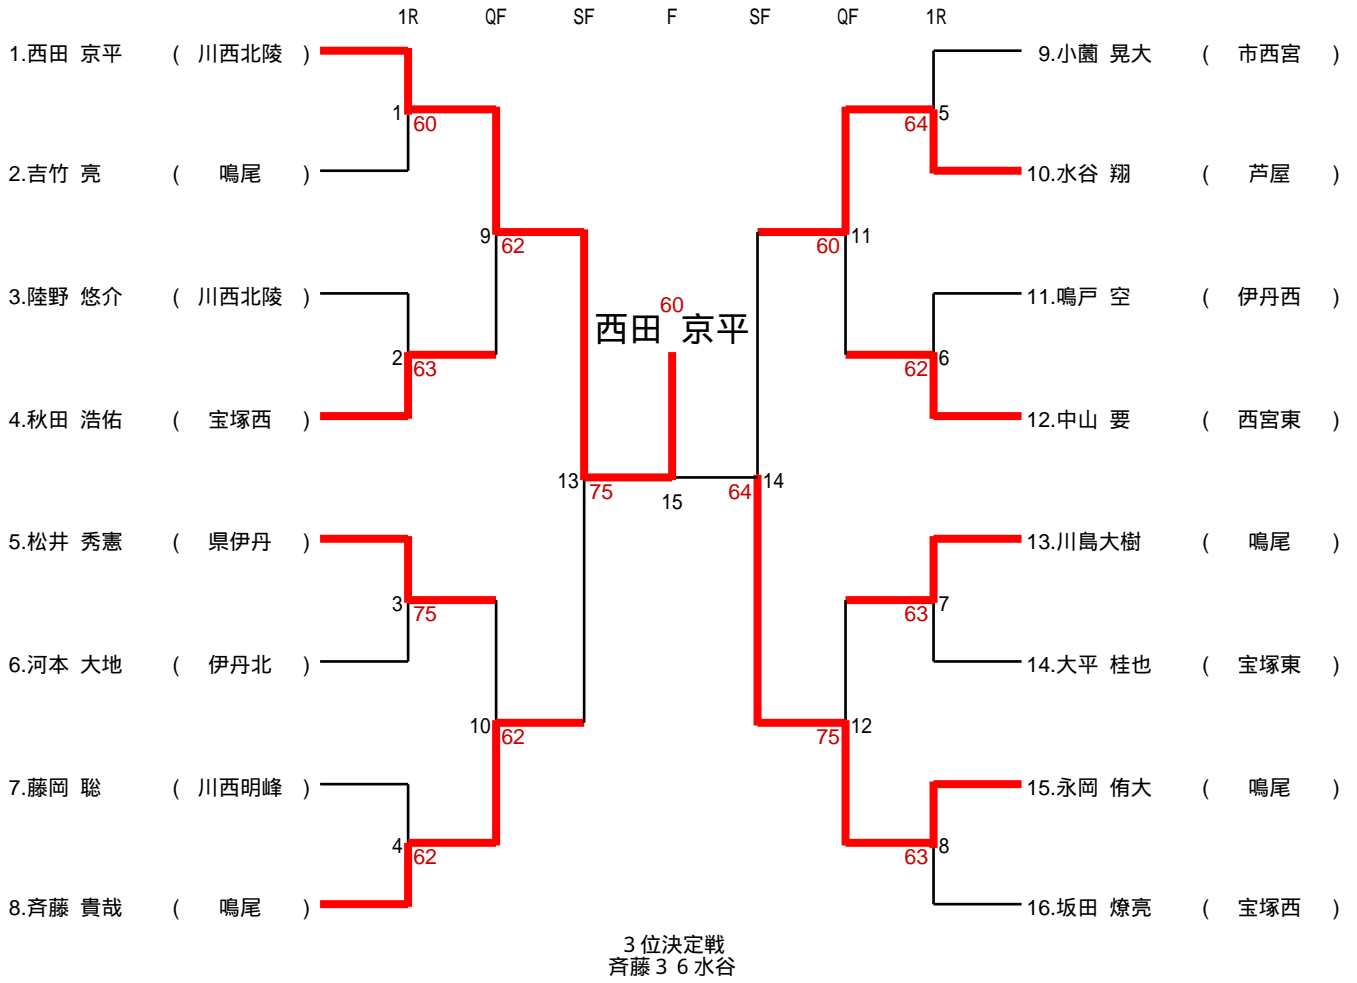 1R QF SF F SF QF 1R
1.西田 京平 ( 川西北陵 )
9.小薗 晃大 ( 市西宮 )
1
60
64
5
2.吉竹 亮 ( 鳴尾 )
10.水谷 翔 ( 芦屋 )
9
62
60
11
3.陸野 悠介 ( 川西北陵 )
60
11.鳴戸 空 ( 伊丹西 )
西田 京平
2
63
62
6
4.秋田 浩佑 ( 宝塚西 )
12.中山 要 ( 西宮東 )
13
75
15
64
14
5.松井 秀憲 ( 県伊丹 )
13.川島大樹 ( 鳴尾 )
3
75
63
7
6.河本 大地 ( 伊丹北 )
14.大平 桂也 ( 宝塚東 )
10
62
75
12
7.藤岡 聡 ( 川西明峰 )
15.永岡 侑大 ( 鳴尾 )
4
62
63
8
8.斉藤 貴哉 ( 鳴尾 )
16.坂田 燎亮 ( 宝塚西 )
３位決定戦
斉藤３６水谷